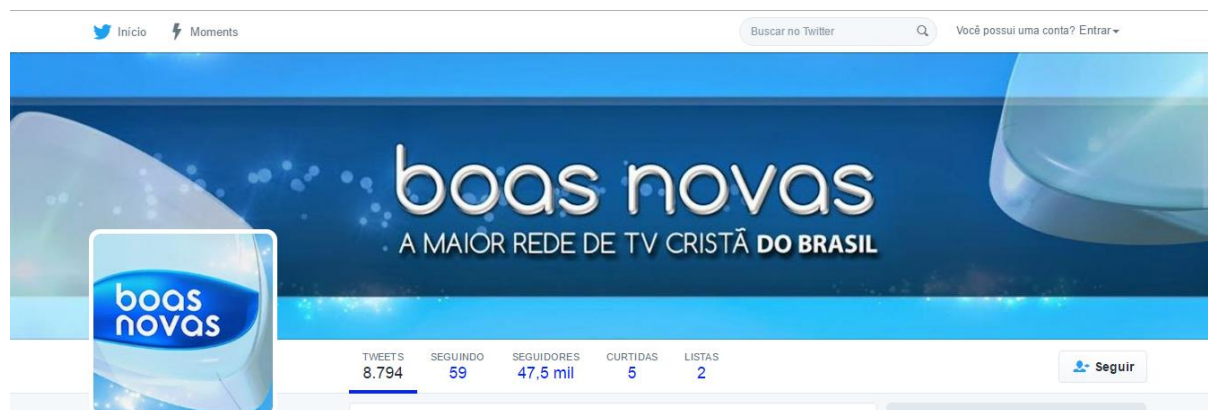 Início Moments Buscar no Twitter Você possui uma conta? Entrar
boas novas
A MAIOR REDE DE TV CRISTÃ DO BRASIL
boas
novas
TWEETS SEGUINDO SEGUIDORES CURTIDAS LISTAS
8.794 59 47,5 mil 5 2
Seguir